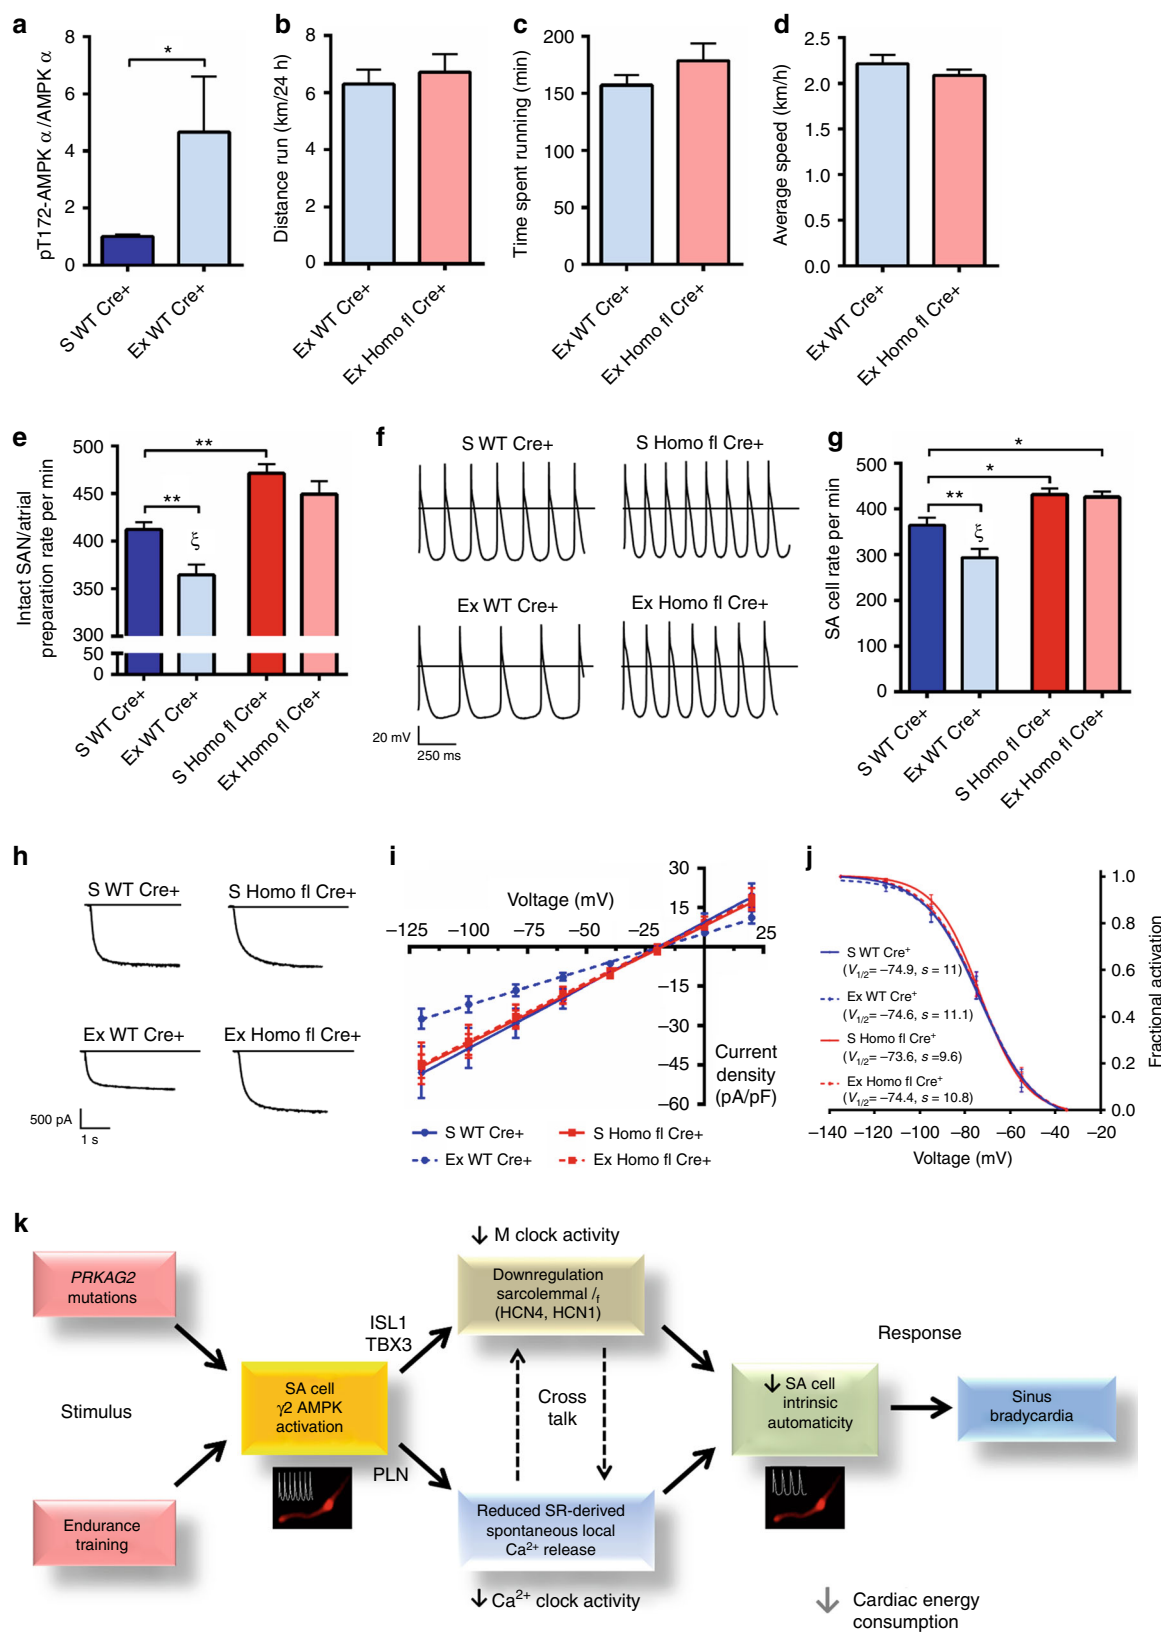 a
8
6
4
2
0
pT172-AMPK α /AMPK α
*
S WT Cre+
Ex WT Cre+
b
8
6
4
2
0
Distance run (km/24 h)
Ex WT Cre+
Ex Homo fl Cre+
c
200
150
100
50
0
Time spent running (min)
Ex WT Cre+
Ex Homo fl Cre+
d
2.5
2.0
1.5
1.0
0.5
0.0
Average speed (km/h)
Ex WT Cre+
Ex Homo fl Cre+
e
500
450
400
350
300
50
0
Intact SAN/atrial
preparation rate per min
**
**
ξ
S WT Cre+
Ex WT Cre+
S Homo fl Cre+
Ex Homo fl Cre+
f
S WT Cre+
S Homo fl Cre+
Ex WT Cre+
Ex Homo fl Cre+
20 mV
250 ms
g
500
400
300
200
100
0
SA cell rate per min
*
*
**
ξ
S WT Cre+
Ex WT Cre+
S Homo fl Cre+
Ex Homo fl Cre+
h
S WT Cre+
S Homo fl Cre+
Ex WT Cre+
Ex Homo fl Cre+
500 pA
1 s
i
Voltage (mV)
−125
−100
−75
−50
−25
25
30
15
−15
−30
−45
−60
Current
density
(pA/pF)
S WT Cre+
S Homo fl Cre+
Ex WT Cre+
Ex Homo fl Cre+
j
S WT Cre+
(V1/2= −74.9, s = 11)
Ex WT Cre+
(V1/2= −74.6, s = 11.1)
S Homo fl Cre+
(V1/2= −73.6, s =9.6)
Ex Homo fl Cre+
(V1/2= −74.4, s = 10.8)
1.0
0.8
0.6
0.4
0.2
0.0
Fractional activation
−140 −120 −100 −80 −60 −40 −20
Voltage (mV)
k
↓ M clock activity
PRKAG2
mutations
Downregulation
sarcolemmal If
(HCN4, HCN1)
ISL1
TBX3
Response
Stimulus
SA cell
γ2 AMPK
activation
Cross
talk
↓ SA cell
intrinsic
automaticity
Sinus
bradycardia
PLN
Endurance
training
Reduced SR-derived
spontaneous local
Ca2+ release
↓ Ca2+ clock activity
↓ Cardiac energy
consumption